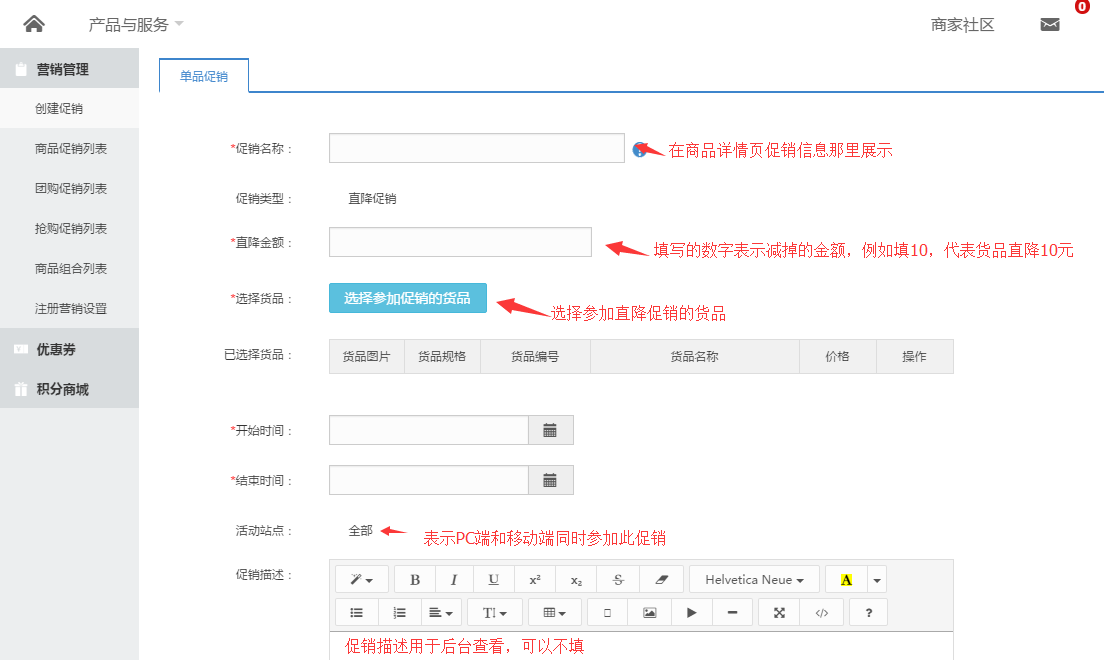 产品与服务
商家社区
0
营销管理
创建促销
商品促销列表
团购促销列表
抢购促销列表
商品组合列表
注册营销设置
优惠券
积分商城
单品促销
*促销名称：
在商品详情页促销信息那里展示
促销类型： 直降促销
*直降金额：
填写的数字表示减掉的金额，例如填10，代表货品直降10元
*选择货品： 选择参加促销的货品
选择参加直降促销的货品
已选择货品： 货品图片 货品规格 货品编号 货品名称 价格 操作
*开始时间：
*结束时间：
活动站点： 全部
表示PC端和移动端同时参加此促销
促销描述：
B I U x² x₂ S Helvetica Neue A
T! </> ?
促销描述用于后台查看，可以不填